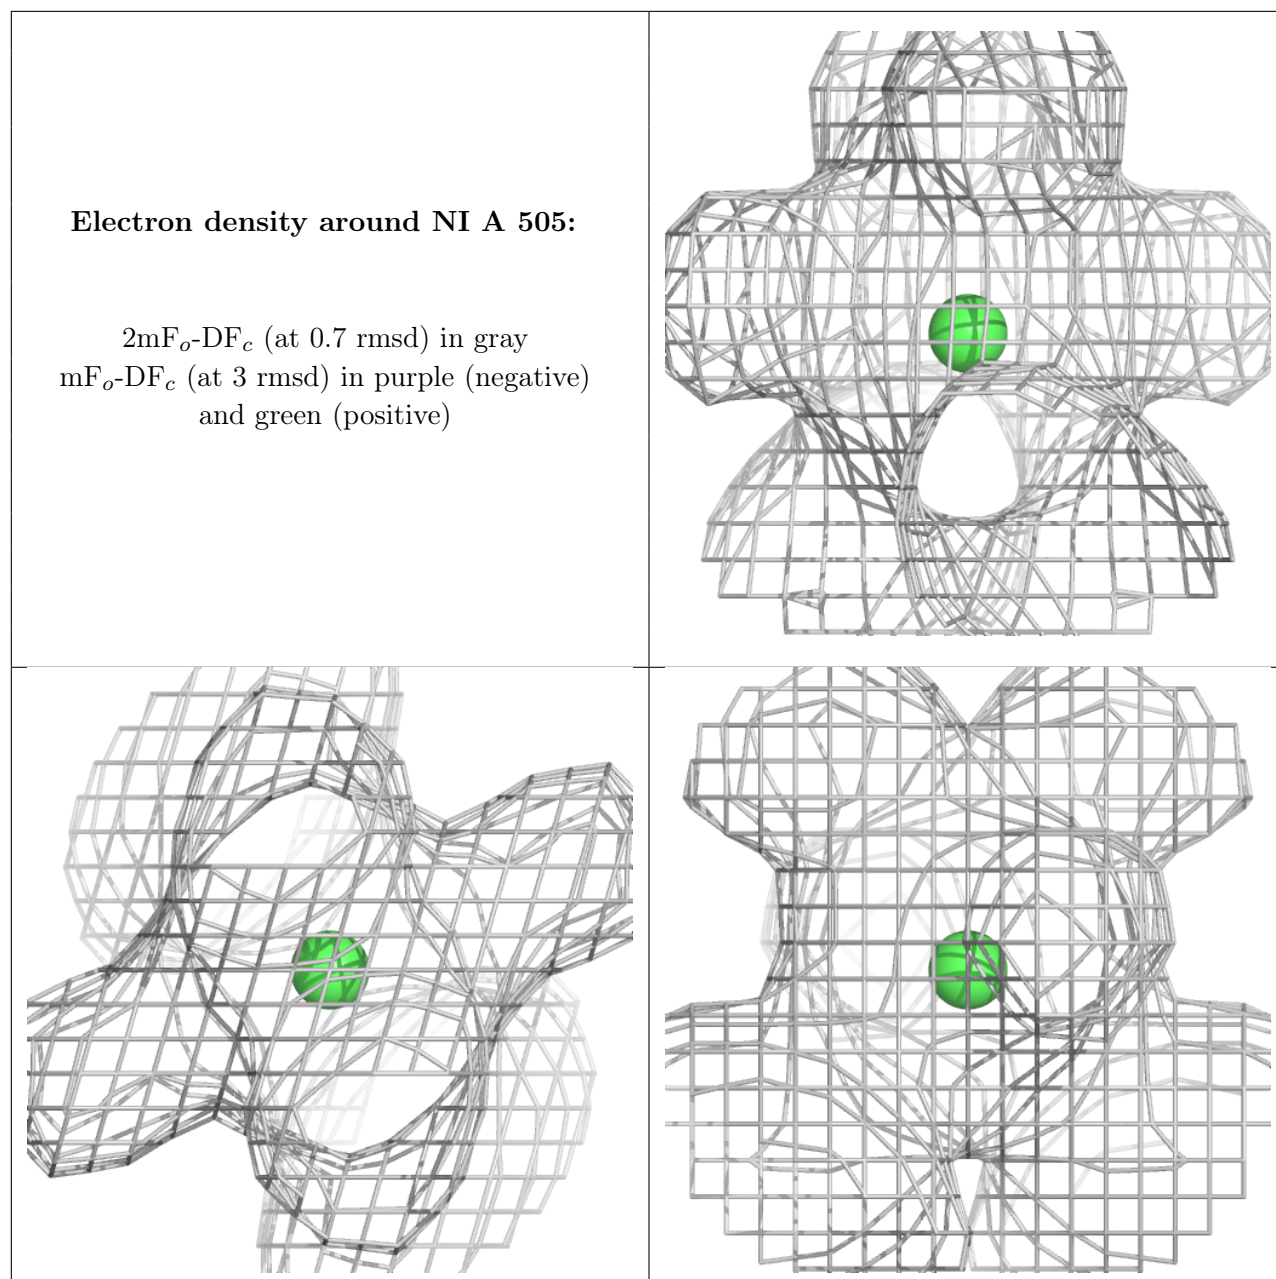 Electron density around NI A 505:
2mFo-DFc (at 0.7 rmsd) in gray
mFo-DFc (at 3 rmsd) in purple (negative)
and green (positive)